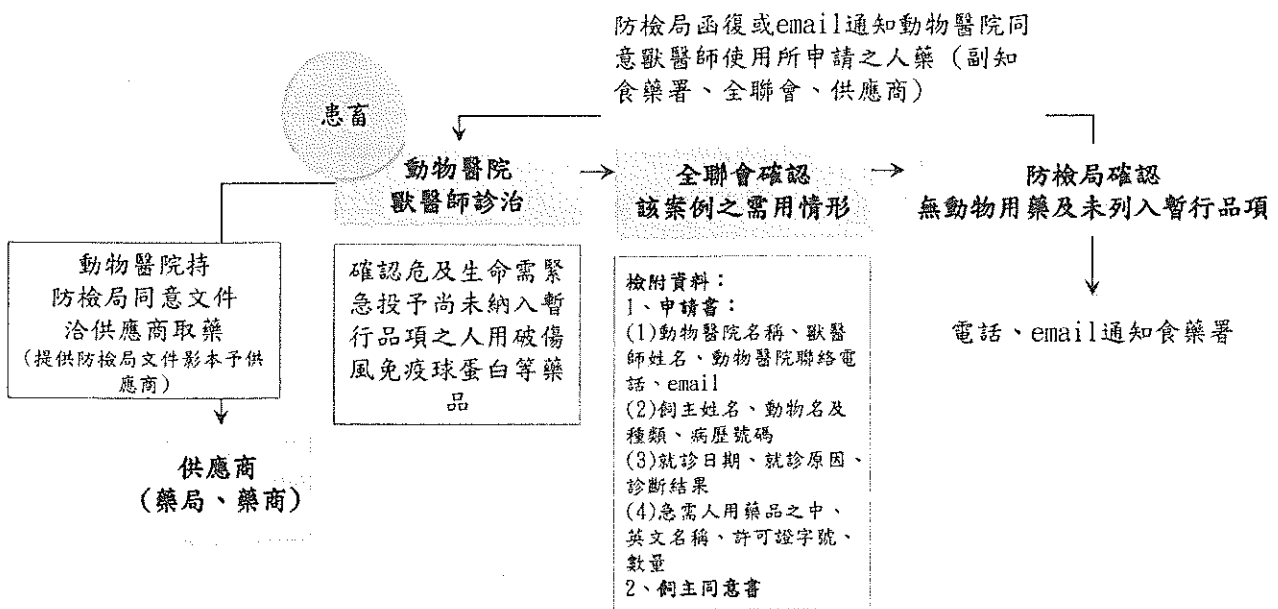 防檢局函復或email通知動物醫院同
意獸醫師使用所申請之人藥（副知
食藥署、全聯會、供應商）
患畜
動物醫院
獸醫師診治
全聯會確認
該案例之需用情形
防檢局確認
無動物用藥及未列入暫行品項
動物醫院持
防檢局同意文件
洽供應商取藥
(提供防檢局文件影本予供
應商)
確認危及生命需緊
急投予尚未納入暫
行品項之人用破傷
風免疫球蛋白等藥
品
檢附資料：
1、申請書：
(1)動物醫院名稱、獸醫
師姓名、動物醫院聯絡電
話、email
(2)飼主姓名、動物名及
種類、病歷號碼
(3)就診日期、就診原因、
診斷結果
(4)急需人用藥品之中、
英文名稱、許可證字號、
數量
2、飼主同意書
電話、email通知食藥署
供應商
(藥局、藥商)